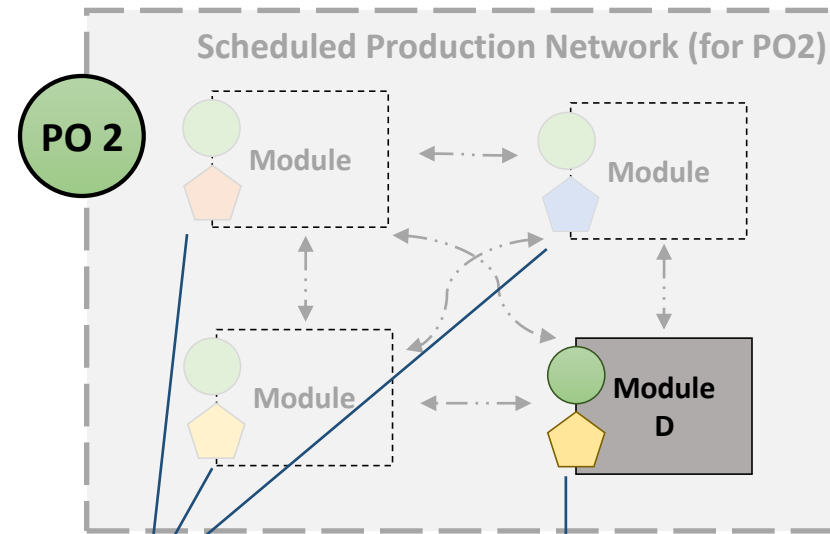 Scheduled Production Network (for PO2)
PO 2
Module
Module
Module
Module
D